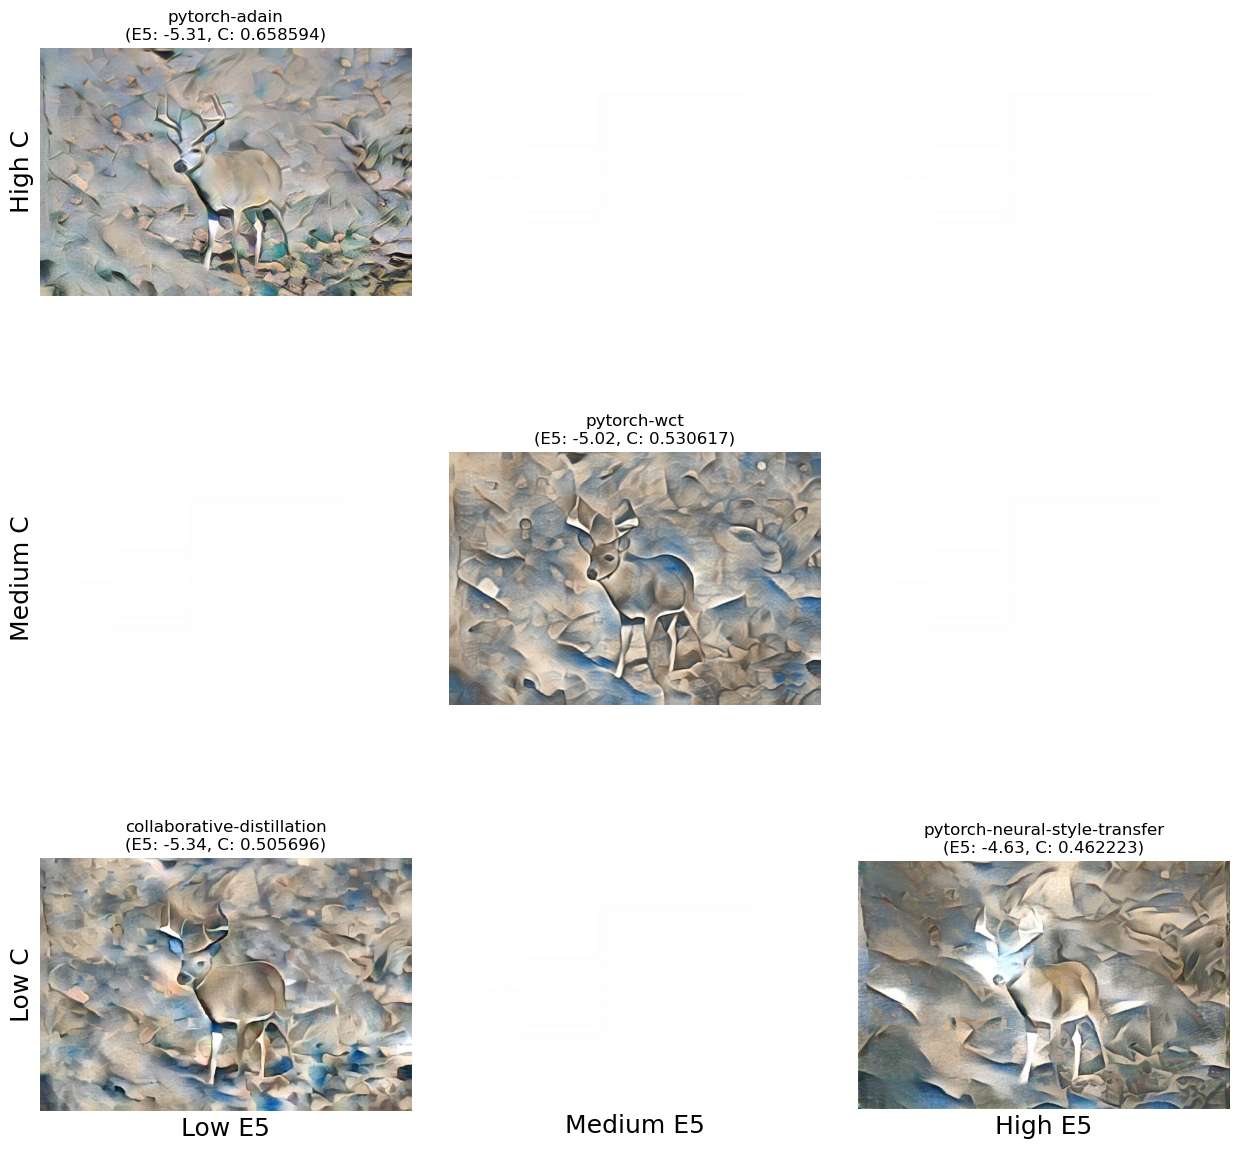 pytorch-adain
(E5: -5.31, C: 0.658594)
High C
pytorch-wct
(E5: -5.02, C: 0.530617)
Medium C
collaborative-distillation
(E5: -5.34, C: 0.505696)
pytorch-neural-style-transfer
(E5: -4.63, C: 0.462223)
Low C
Low E5
Medium E5
High E5